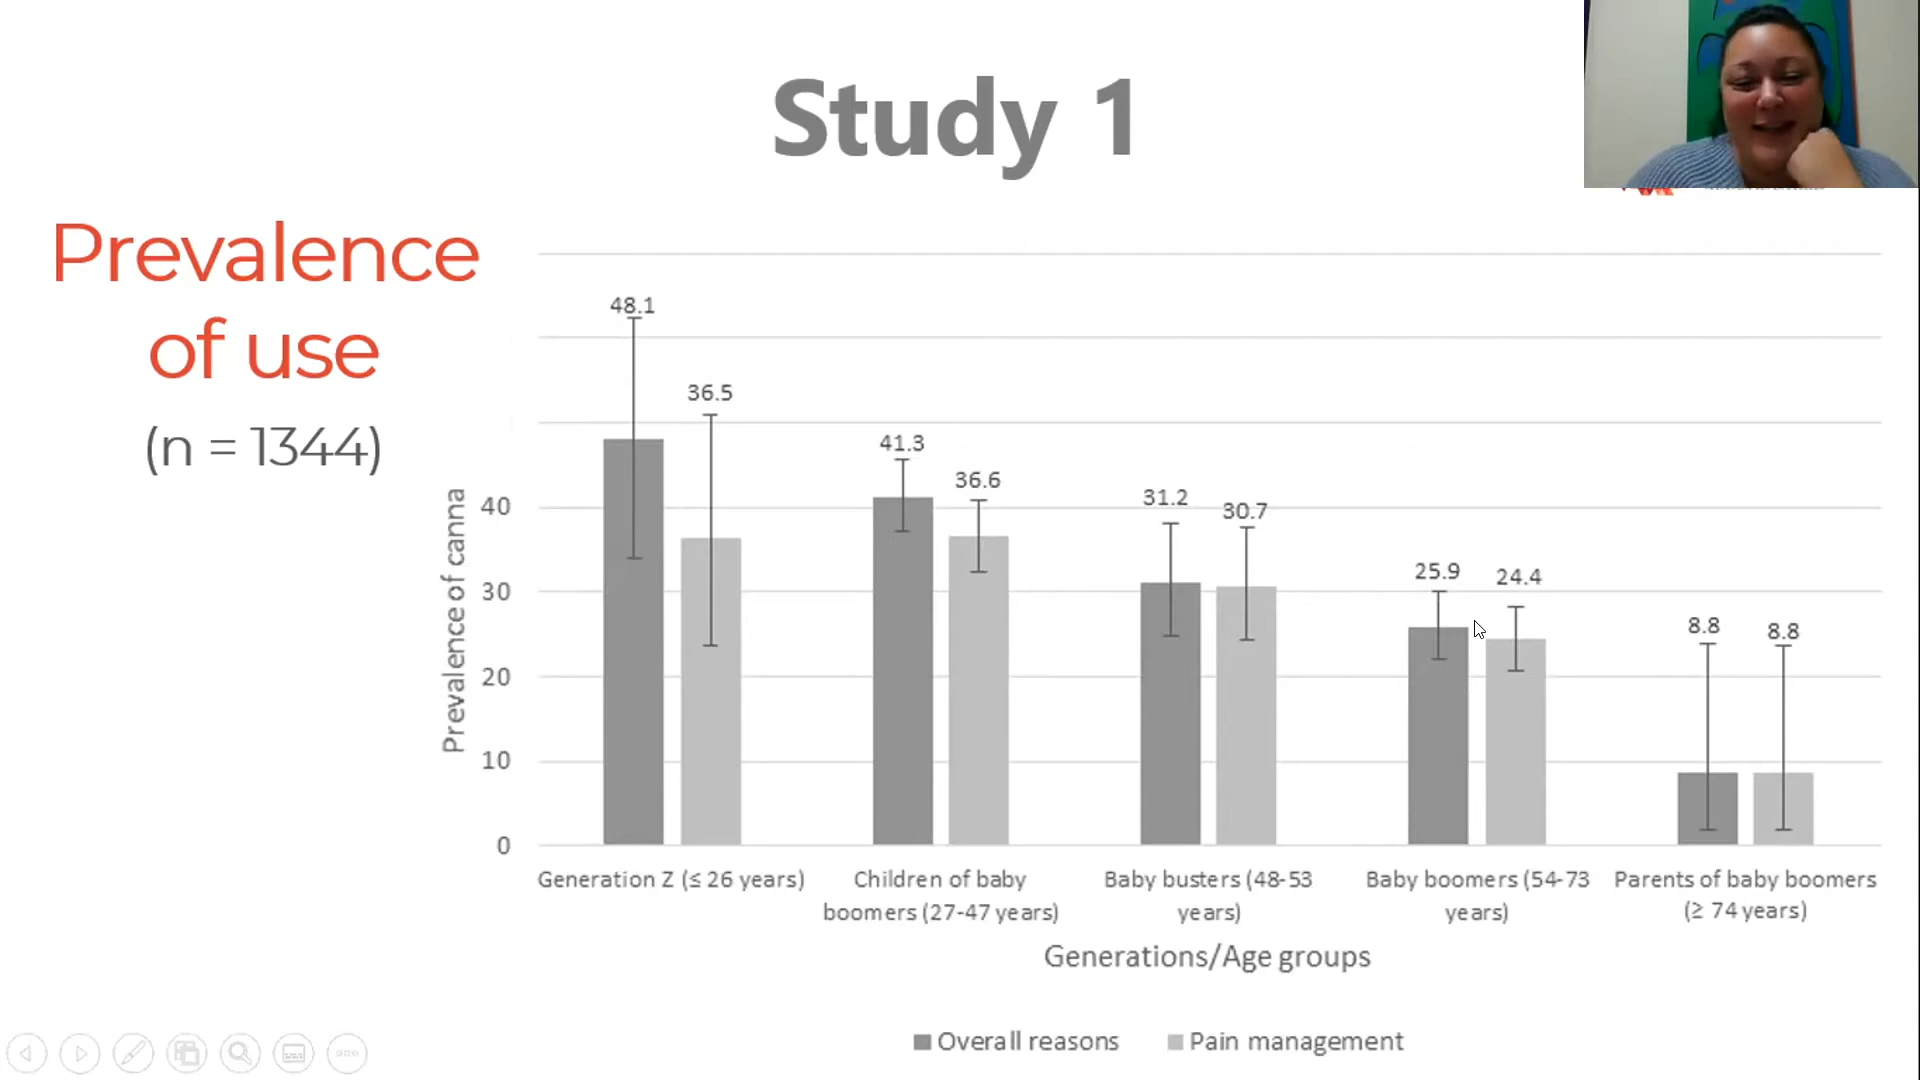 Study 1
Prevalence
of use
(n = 1344)
Prevalence of canna
40
30
20
10
0
48.1
36.5
41.3
36.6
31.2
30.7
25.9
24.4
8.8
8.8
Generation Z (≤ 26 years)
Children of baby
boomers (27-47 years)
Baby busters (48-53
years)
Baby boomers (54-73
years)
Parents of baby boomers
(≥ 74 years)
Generations/Age groups
Overall reasons
Pain management